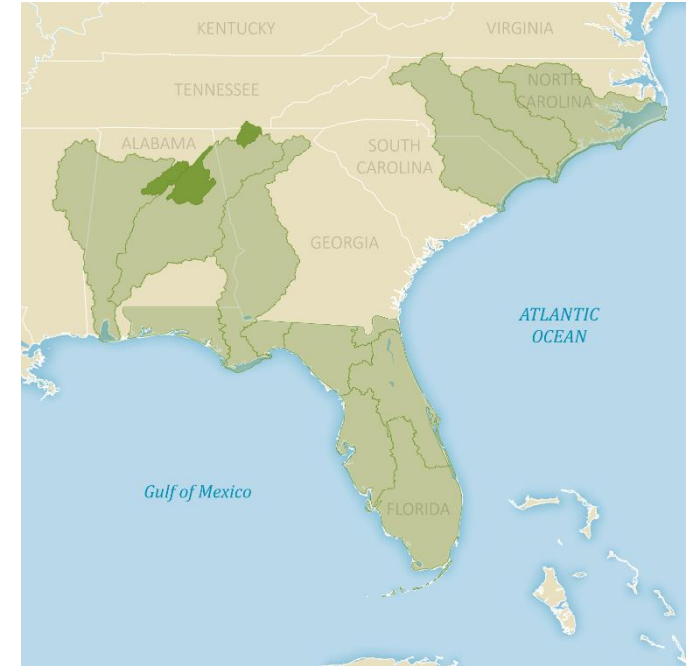 KENTUCKY
VIRGINIA
TENNESSEE
NORTH
CAROLINA
ALABAMA
SOUTH
CAROLINA
GEORGIA
ATLANTIC
OCEAN
Gulf of Mexico
FLORIDA